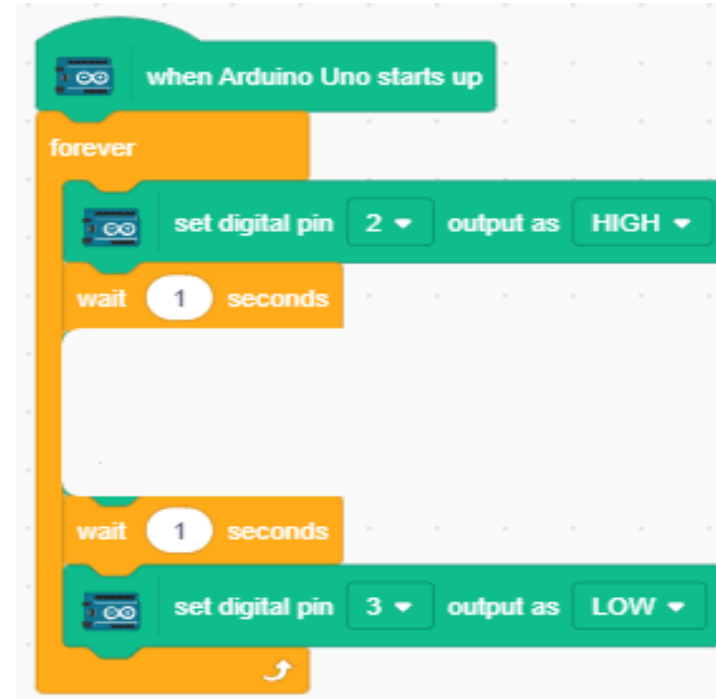 when Arduino Uno starts up
forever
set digital pin 2 output as HIGH
wait 1 seconds
wait 1 seconds
set digital pin 3 output as LOW